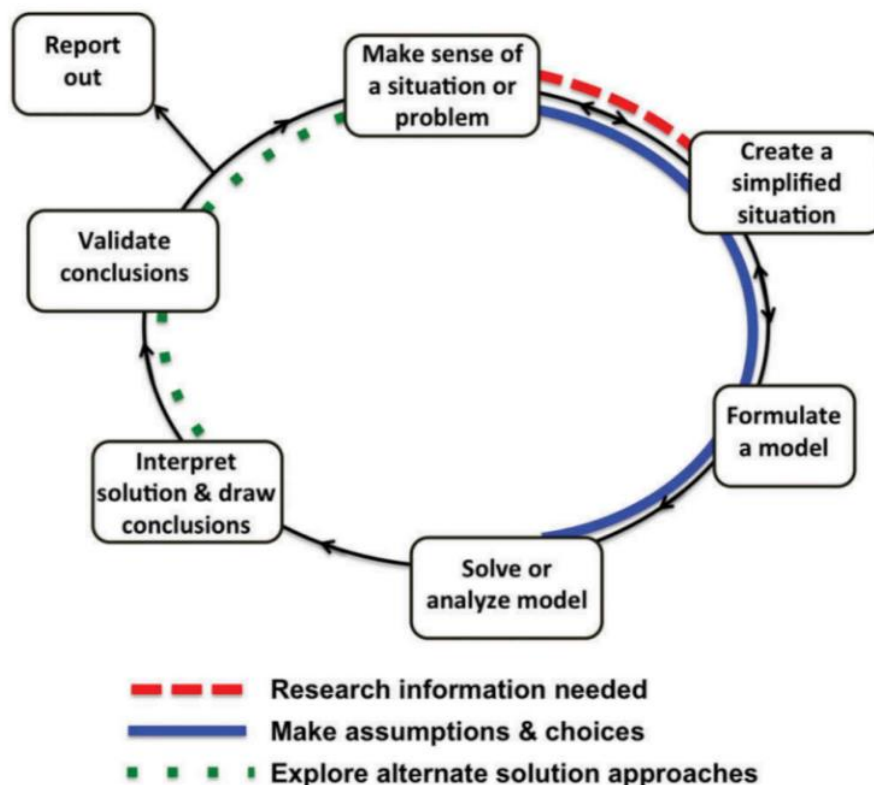 Report
out
Make sense of
a situation or
problem
Create a
simplified
situation
Validate
conclusions
Formulate
a model
Interpret
solution & draw
conclusions
Solve or
analyze model
Research information needed
Make assumptions & choices
Explore alternate solution approaches